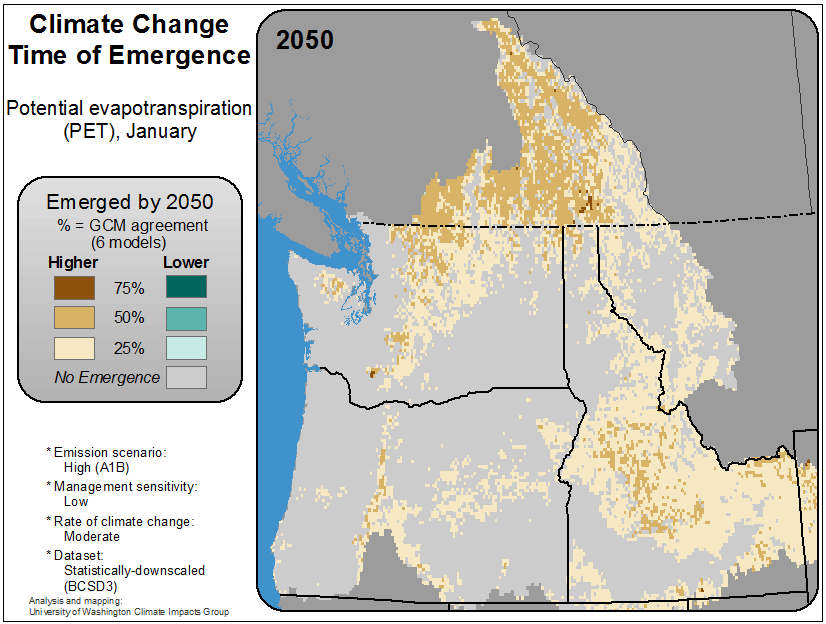 Climate Change
Time of Emergence
Potential evapotranspiration
(PET), January
Emerged by 2050
% = GCM agreement
(6 models)
Higher Lower
75%
50%
25%
No Emergence
* Emission scenario:
High (A1B)
* Management sensitivity:
Low
* Rate of climate change:
Moderate
* Dataset:
Statistically-downscaled
(BCSD3)
Analysis and mapping:
University of Washington Climate Impacts Group
2050